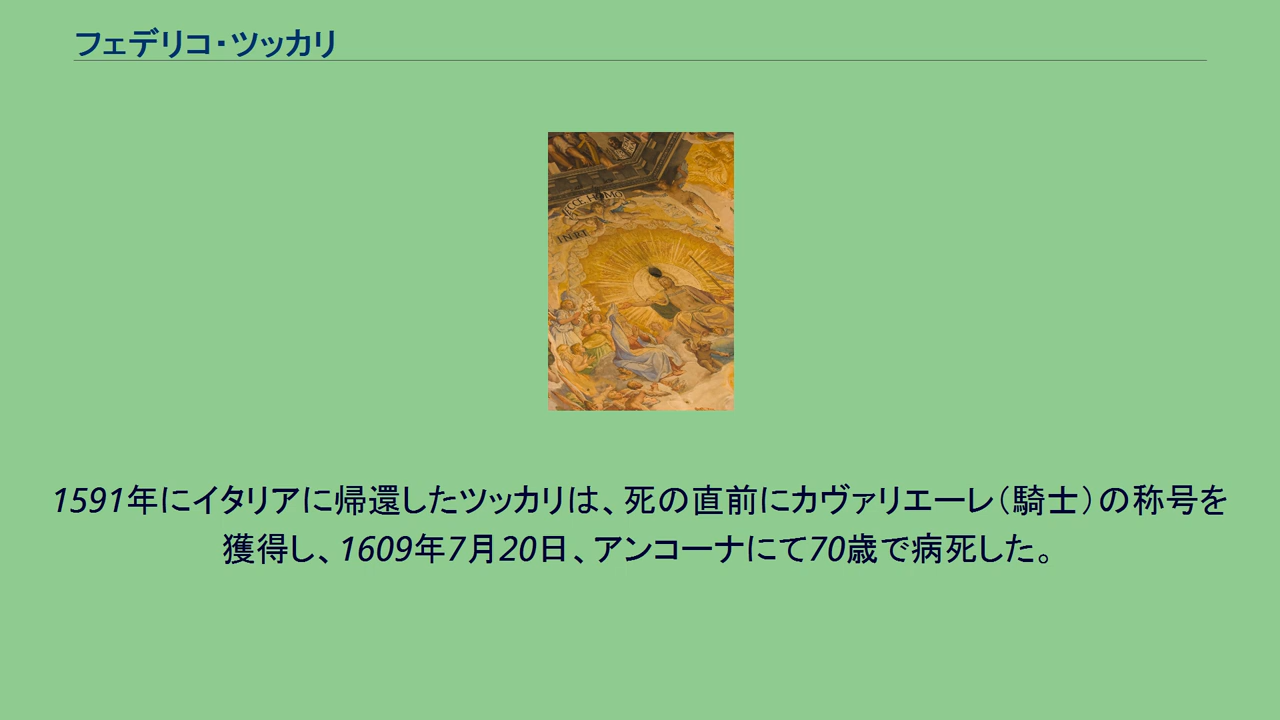 フェデリコ・ツッカリ
ECCE HOMO
I.N.R.I.
1591年にイタリアに帰還したツッカリは、死の直前にカヴァリエーレ（騎士）の称号を
獲得し、1609年7月20日、アンコーナにて70歳で病死した。